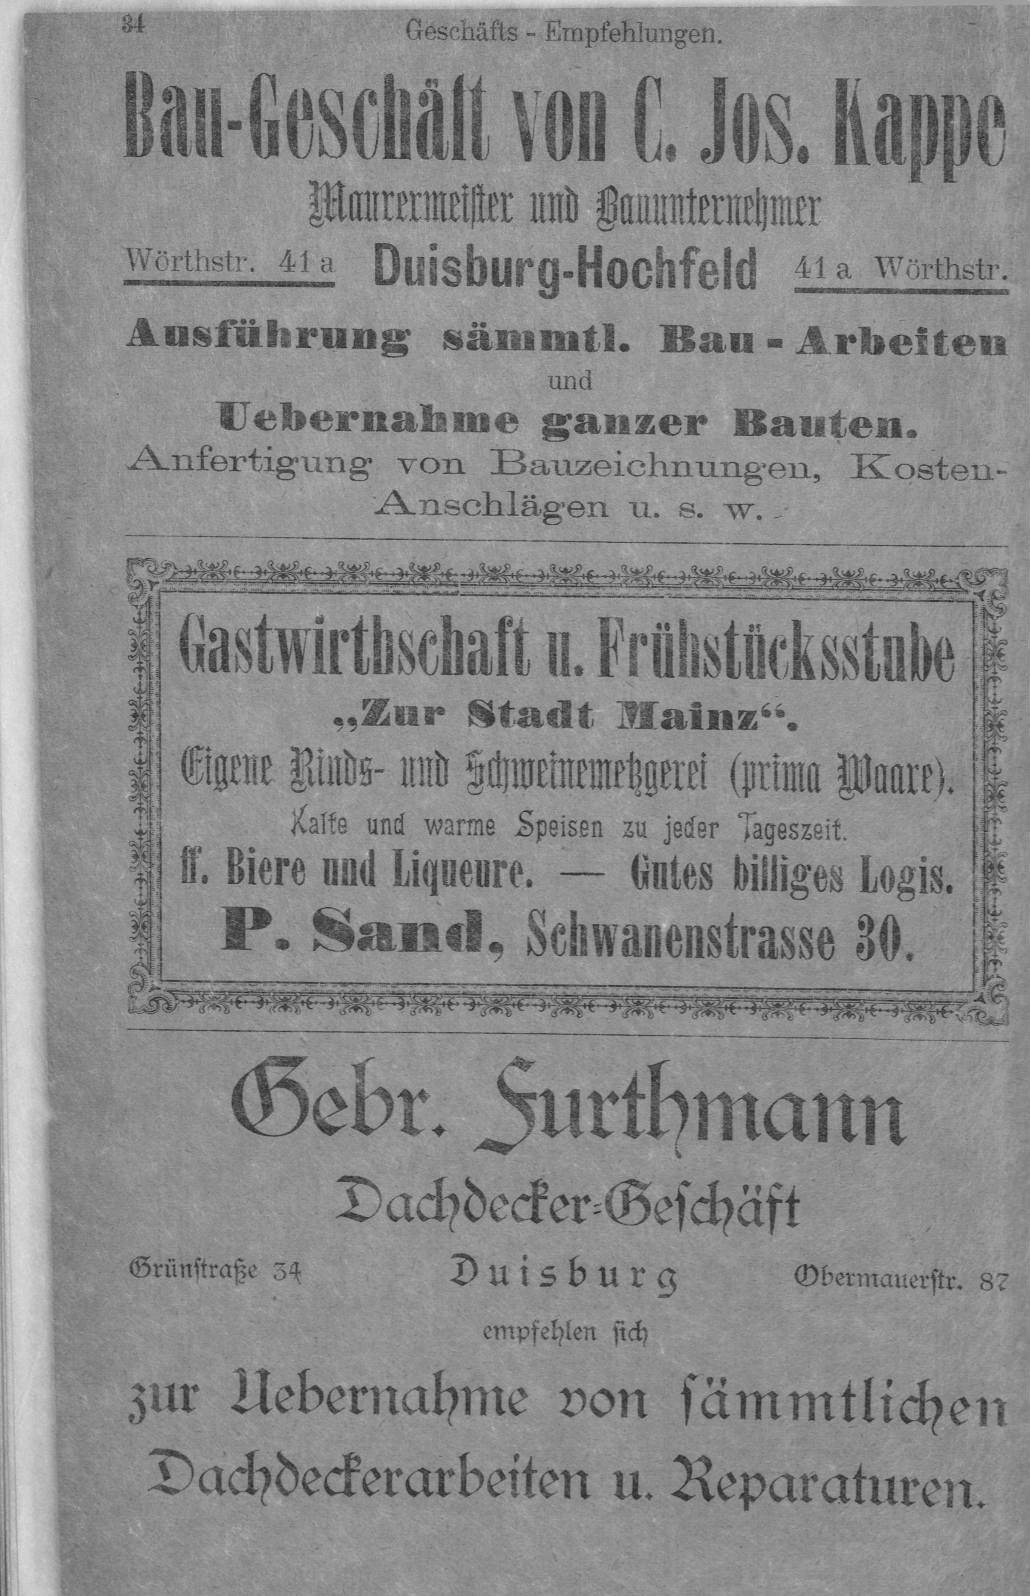 34
Geschäfts - Empfehlungen.
Bau-Geschäft von C. Jos. Kappe
Maurermeister und Bauunternehmer
Wörthstr. 41 a Duisburg-Hochfeld 41 a Wörthstr.
Ausführung sämmtl. Bau - Arbeiten
und
Uebernahme ganzer Bauten.
Anfertigung von Bauzeichnungen, Kosten-
Anschlägen u. s. w.
Gastwirthschaft u. Frühstücksstube
„Zur Stadt Mainz“.
Eigene Rinds- und Schweinemetzgerei (prima Waare).
Kalte und warme Speisen zu jeder Tageszeit.
ff. Biere und Liqueure. — Gutes billiges Logis.
P. Sand, Schwanenstrasse 30.
Gebr. Furthmann
Dachdecker-Geschäft
Grünstraße 34 Duisburg Obermauerstr. 87
empfehlen sich
zur Uebernahme von sämmtlichen
Dachdeckerarbeiten u. Reparaturen.